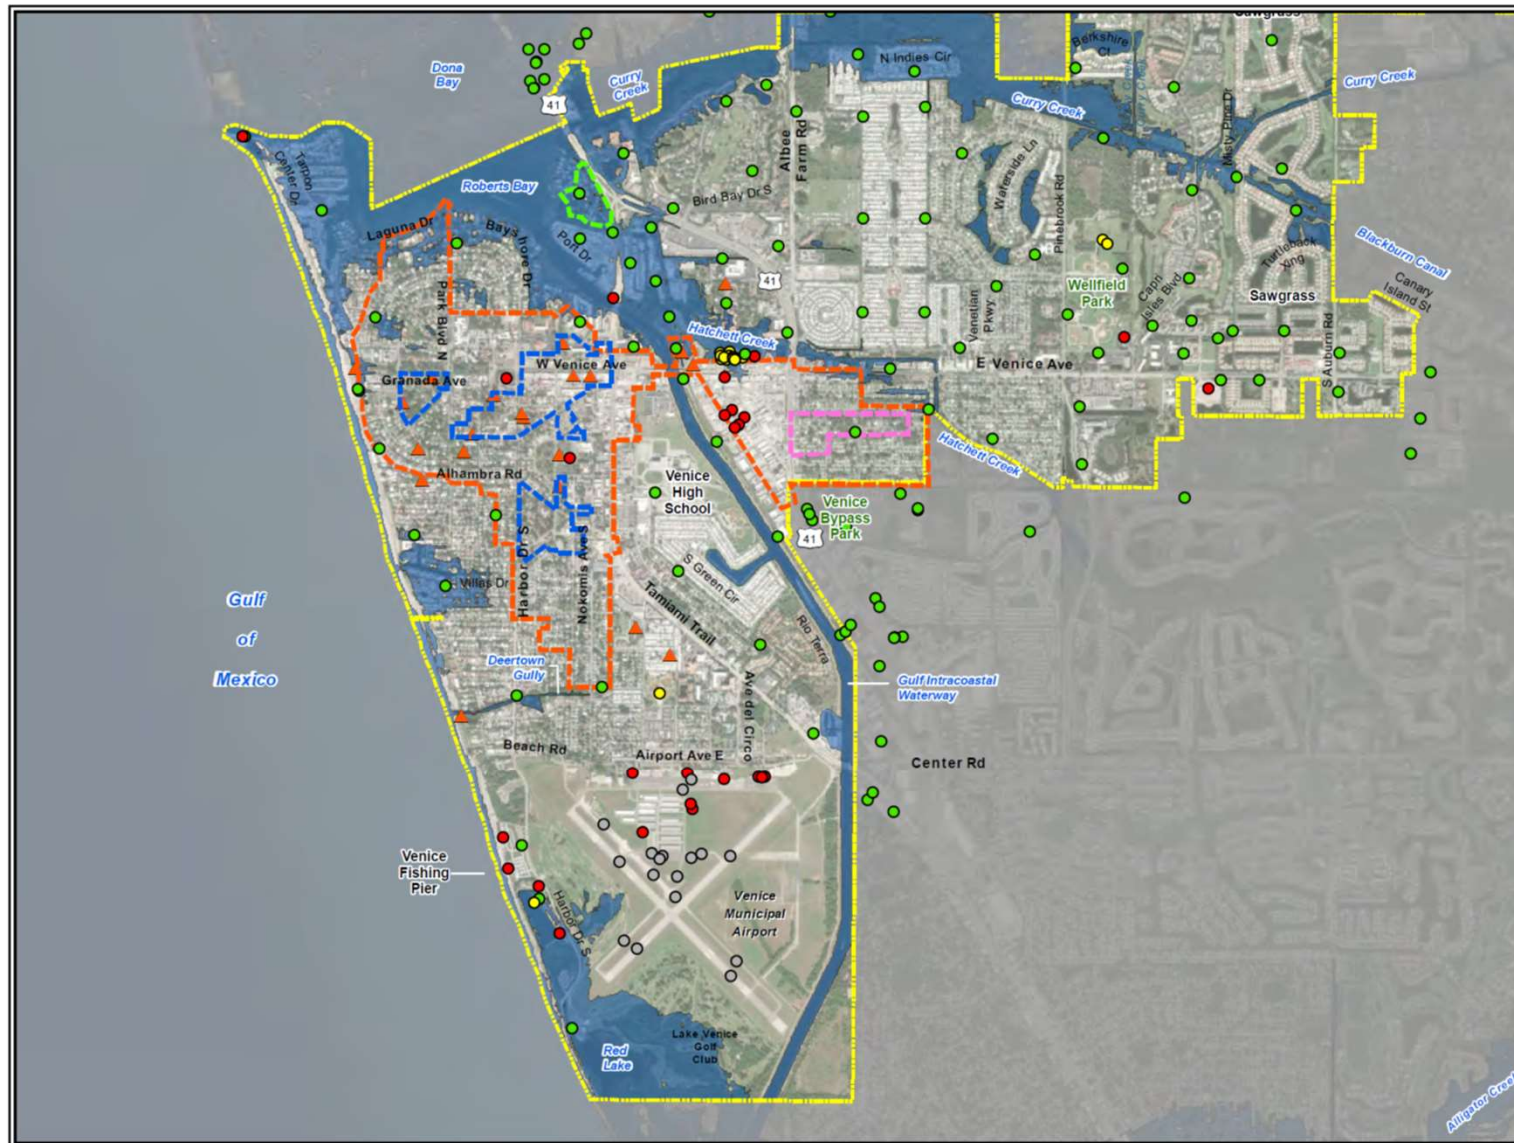 Sawgrass
Berkshire
Ct
N Indies Cir
Dona
Bay
Curry
Creek
Curry Creek
41
Curry Creek
Misty Pine Dr
Albee
Farm Rd
Tarpon
Center Dr
Waterside Ln
Roberts Bay
Bird Bay Dr S
Pinebrook Rd
Laguna Dr
Bayshore Dr
Port Dr
Blackburn Canal
Turtleback
Xing
41
Wellfield
Park
Capri
Isles Blvd
Sawgrass
Canary
Island St
Park Blvd N
Venetian
Pkwy
Hatchett Creek
S Auburn Rd
W Venice Ave
E Venice Ave
Granada Ave
Hatchett Creek
Alhambra Rd
Venice
High
School
Venice
Bypass
Park
41
Harbor Dr S
Nokomis Ave S
S Green Cir
Villas Dr
Tamiami Trail
Gulf
of
Mexico
Rio Terra
Deertown
Gully
Gulf Intracoastal
Waterway
Ave del Circo
Beach Rd
Airport Ave E
Center Rd
Venice
Fishing
Pier
Harbor Dr S
Venice
Municipal
Airport
Lake Venice
Golf
Club
Red
Lake
Alligator Creek